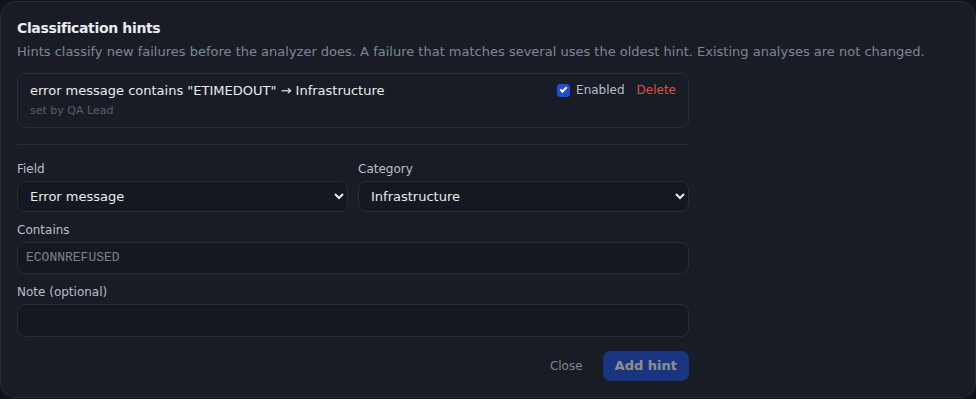 Classification hints
Hints classify new failures before the analyzer does. A failure that matches several uses the oldest hint. Existing analyses are not changed.
error message contains "ETIMEDOUT" → Infrastructure
Enabled
Delete
set by QA Lead
Field
Category
Error message
Infrastructure
Contains
ECONNREFUSED
Note (optional)
Close
Add hint